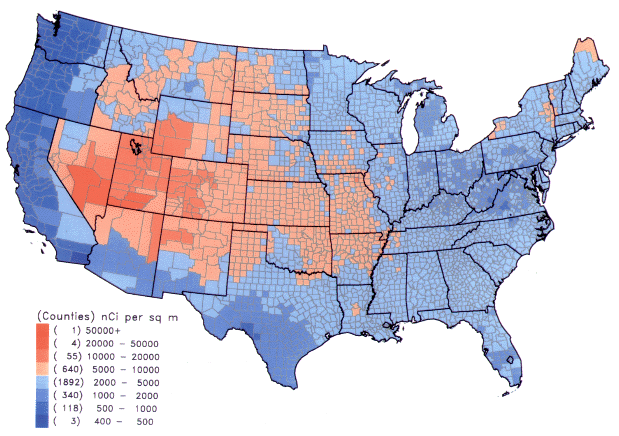 (Counties) nCi per sq m
( 1) 50000+
( 4) 20000 - 50000
( 55) 10000 - 20000
( 640) 5000 - 10000
(1892) 2000 - 5000
( 340) 1000 - 2000
( 118) 500 - 1000
( 3) 400 - 500